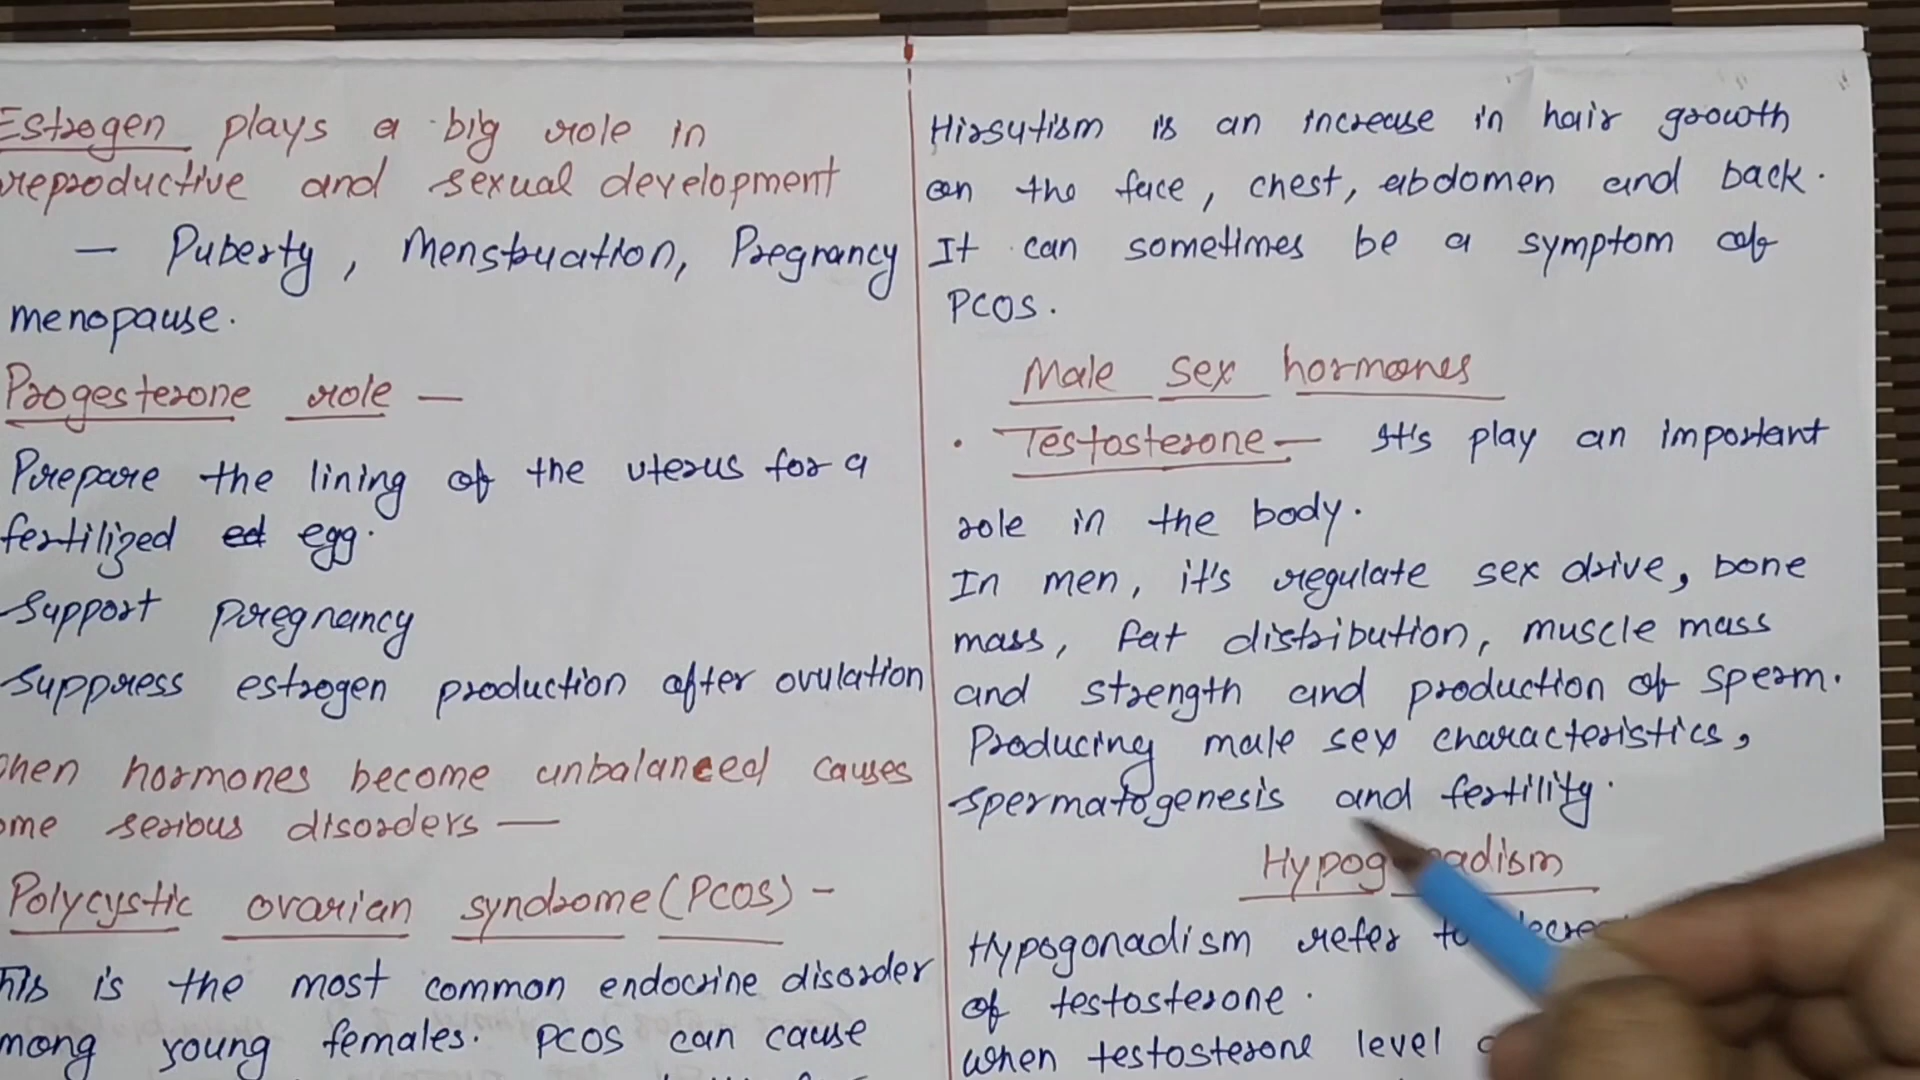 Estrogen plays a big role in
reproductive and sexual development
— Puberty, Menstruation, Pregnancy
menopause.
Progesterone role —
Prepare the lining of the uterus for a
fertilized egg.
Support pregnancy
Suppress estrogen production after ovulation
hen hormones become unbalanced causes
ome serious disorders —
Polycystic ovarian syndrome (PCOS) -
This is the most common endocrine disorder
mong young females. PCOS can cause
Hirsutism is an increase in hair growth
on the face, chest, abdomen and back.
It can sometimes be a symptom of
PCOS.
Male sex hormones
· Testosterone — It's play an important
role in the body.
In men, it's regulate sex drive, bone
mass, fat distribution, muscle mass
and strength and production of sperm.
Producing male sex characteristics,
spermatogenesis and fertility.
Hypogonadism
Hypogonadism refer to
of testosterone.
when testosterone level